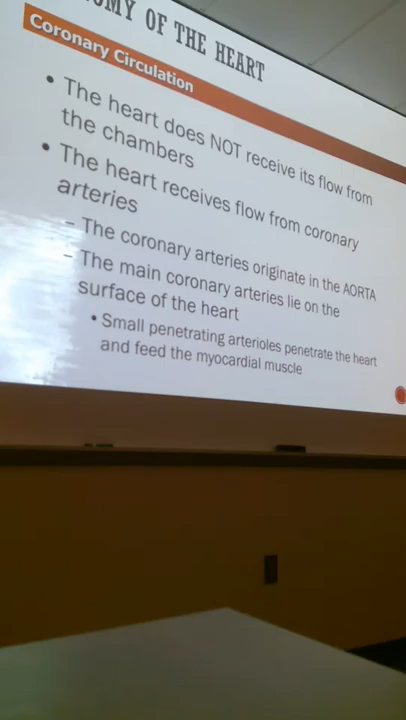 OF THE HEART
Coronary Circulation
• The heart does NOT receive its flow from
the chambers
• The heart receives flow from coronary
arteries
– The coronary arteries originate in the AORTA
– The main coronary arteries lie on the
surface of the heart
• Small penetrating arterioles penetrate the heart
and feed the myocardial muscle